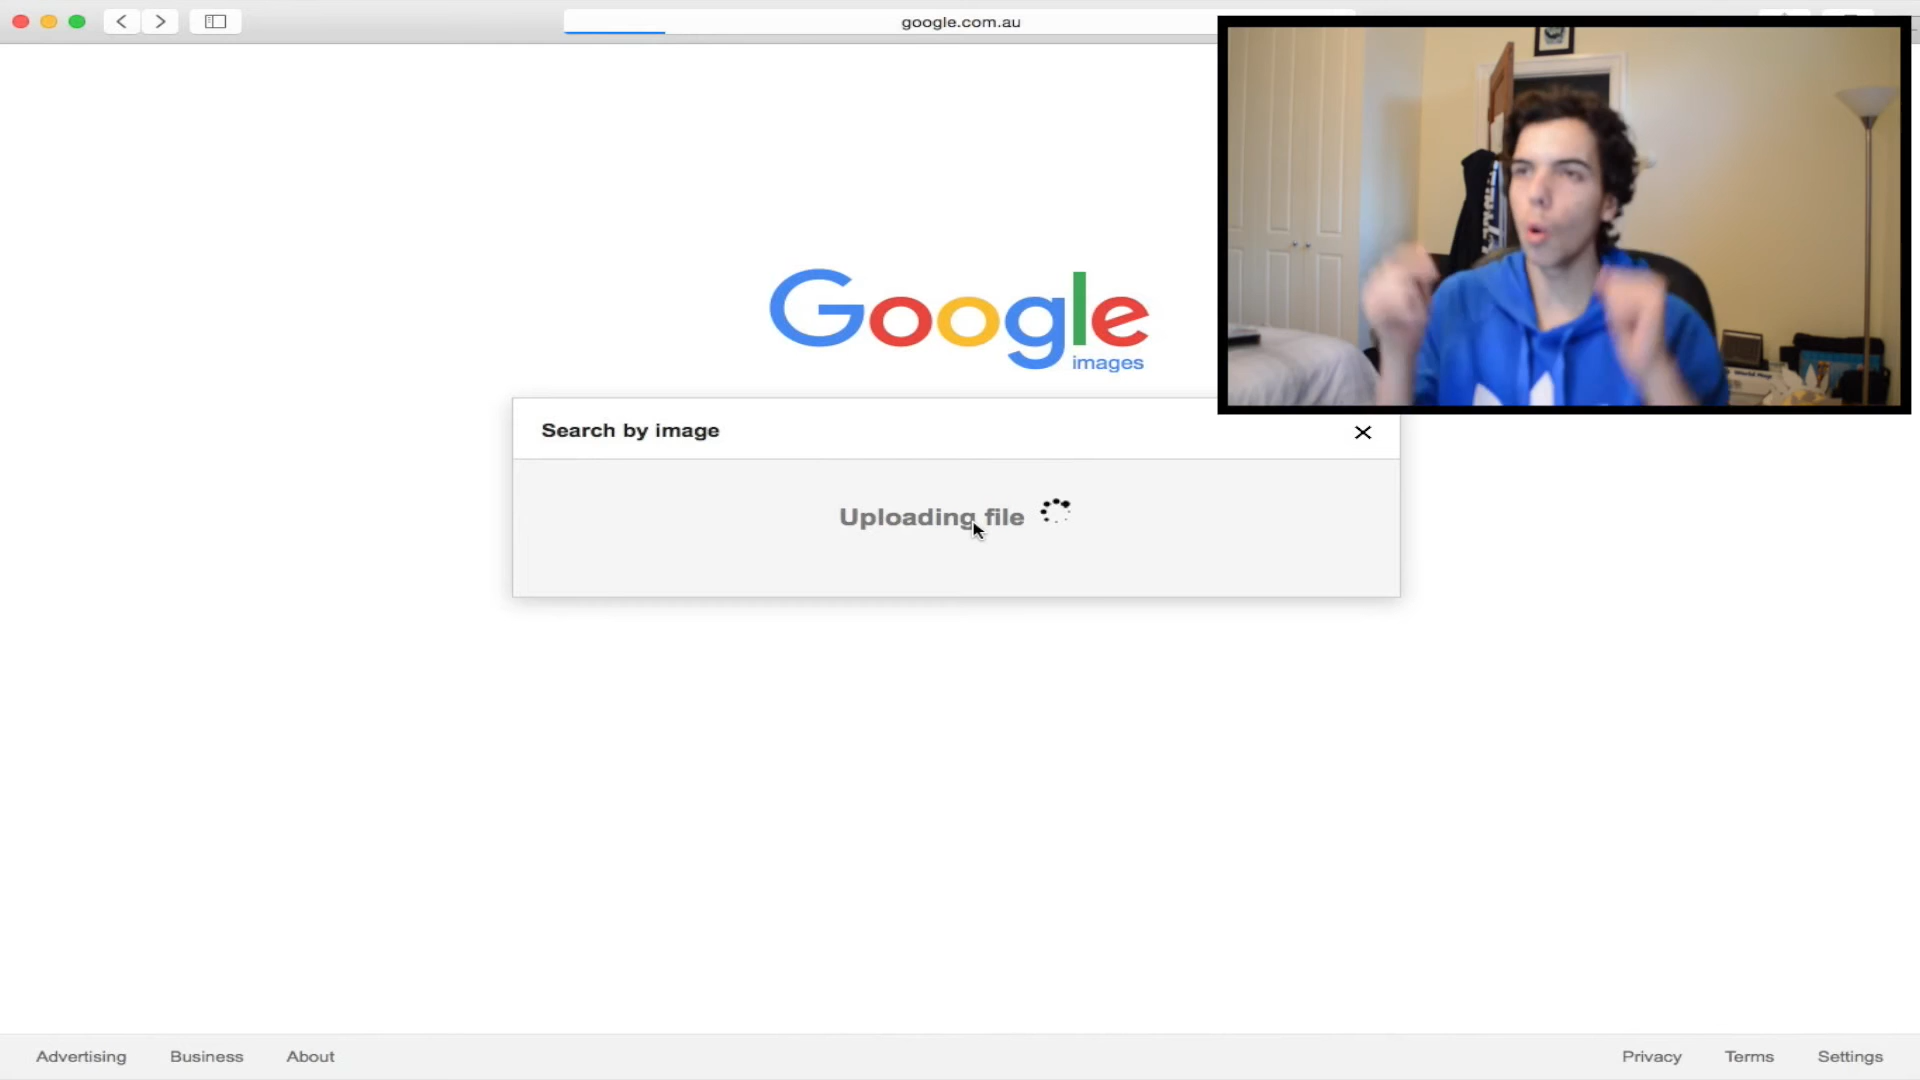 google.com.au
Google
images
Search by image
Uploading file
Advertising
Business
About
Privacy
Terms
Settings